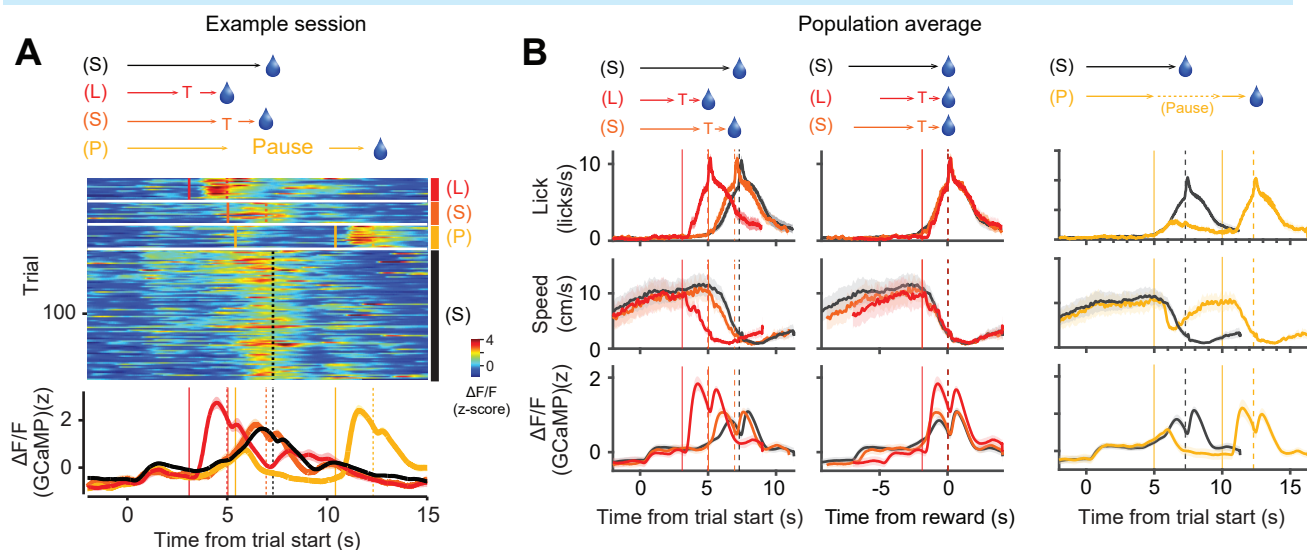 Example session
Population average
A
B
(S)
(L) T
(S) T
(P) Pause
(S)
(L) T
(S) T
(S)
(L) T
(S) T
(S)
(P)
(Pause)
Trial
100
(L)
(S)
(P)
(S)
4
0
ΔF/F
(z-score)
ΔF/F
(GCaMP)(z)
2
0
0 5 10 15
Time from trial start (s)
Lick
(licks/s)
10
0
Speed
(cm/s)
10
0
ΔF/F
(GCaMP)(z)
2
0
0 5 10
Time from trial start (s)
-5 0
Time from reward (s)
0 5 10 15
Time from trial start (s)